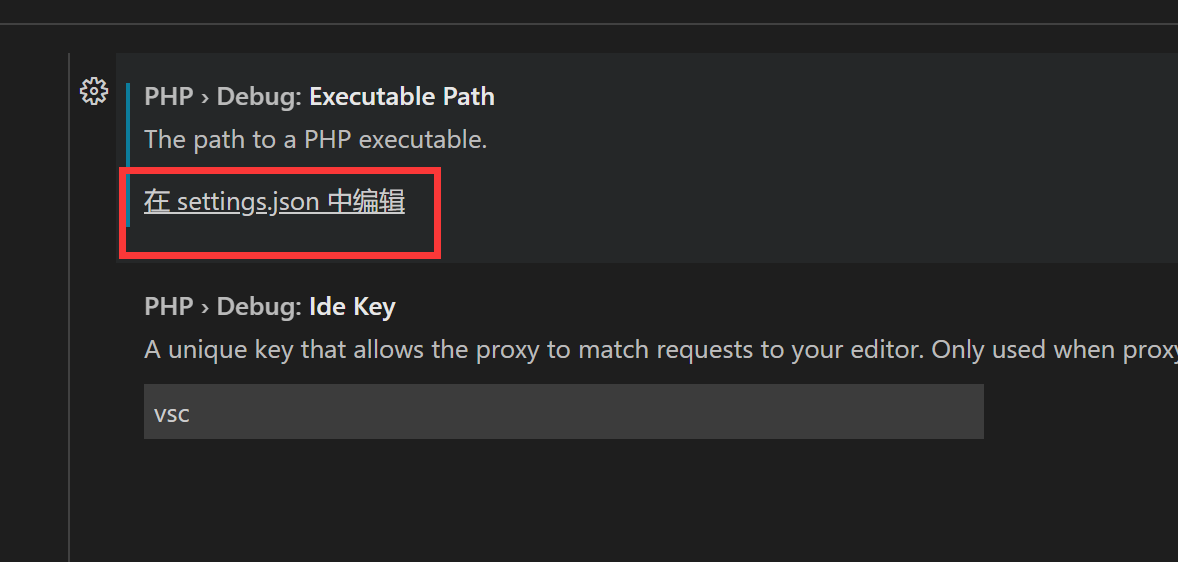 PHP › Debug: Executable Path
The path to a PHP executable.
在 settings.json 中编辑
PHP › Debug: Ide Key
A unique key that allows the proxy to match requests to your editor. Only used when proxy
vsc